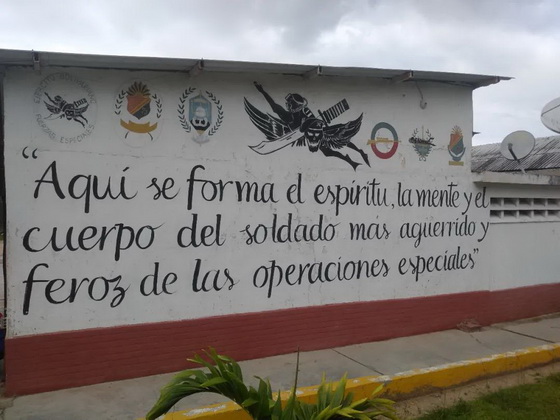 “Aquí se forma el espíritu, la mente y el
cuerpo del soldado más aguerrido y
feroz de las operaciones especiales”